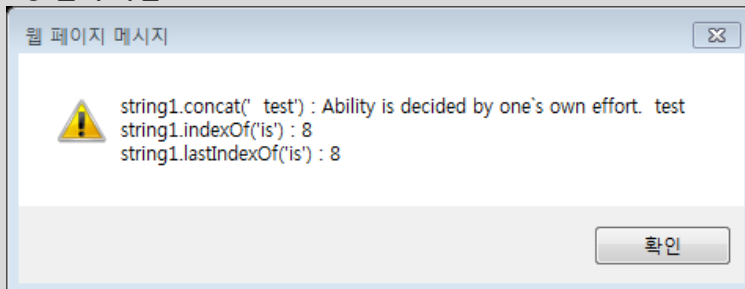 웹 페이지 메시지
string1.concat('  test') : Ability is decided by one`s own effort.  test
string1.indexOf('is') : 8
string1.lastIndexOf('is') : 8
확인